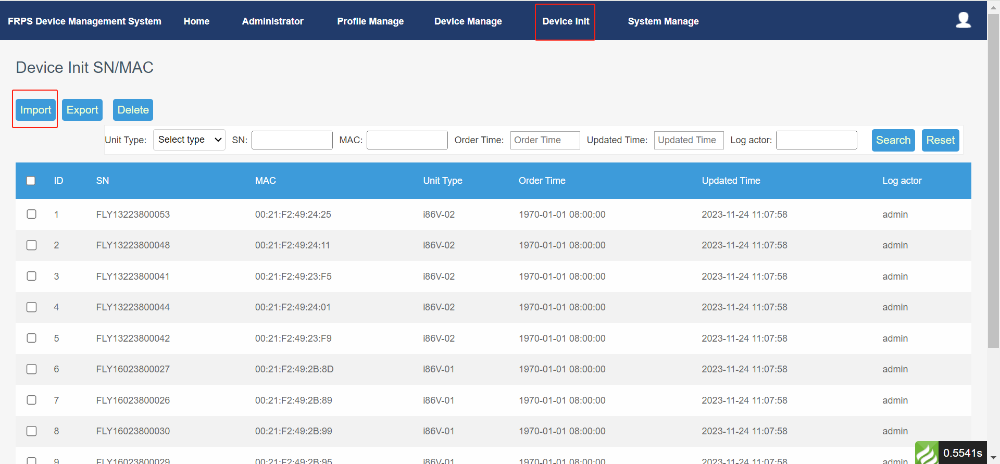 FRPS Device Management System Home Administrator Profile Manage Device Manage Device Init System Manage
Device Init SN/MAC
Import Export Delete
Unit Type: Select type SN: MAC: Order Time: Order Time Updated Time: Updated Time Log actor: Search Reset
ID SN MAC Unit Type Order Time Updated Time Log actor
1 FLY13223800053 00:21:F2:49:24:25 i86V-02 1970-01-01 08:00:00 2023-11-24 11:07:58 admin
2 FLY13223800048 00:21:F2:49:24:11 i86V-02 1970-01-01 08:00:00 2023-11-24 11:07:58 admin
3 FLY13223800041 00:21:F2:49:23:F5 i86V-02 1970-01-01 08:00:00 2023-11-24 11:07:58 admin
4 FLY13223800044 00:21:F2:49:24:01 i86V-02 1970-01-01 08:00:00 2023-11-24 11:07:58 admin
5 FLY13223800042 00:21:F2:49:23:F9 i86V-02 1970-01-01 08:00:00 2023-11-24 11:07:58 admin
6 FLY16023800027 00:21:F2:49:2B:8D i86V-01 1970-01-01 08:00:00 2023-11-24 11:07:58 admin
7 FLY16023800026 00:21:F2:49:2B:89 i86V-01 1970-01-01 08:00:00 2023-11-24 11:07:58 admin
8 FLY16023800030 00:21:F2:49:2B:99 i86V-01 1970-01-01 08:00:00 2023-11-24 11:07:58 admin
9 FLY16023800029 00:21:F2:49:2B:95 i86V-01 1970-01-01 08:00:00 2023-11-24 11:07:58 admin
0.5541s